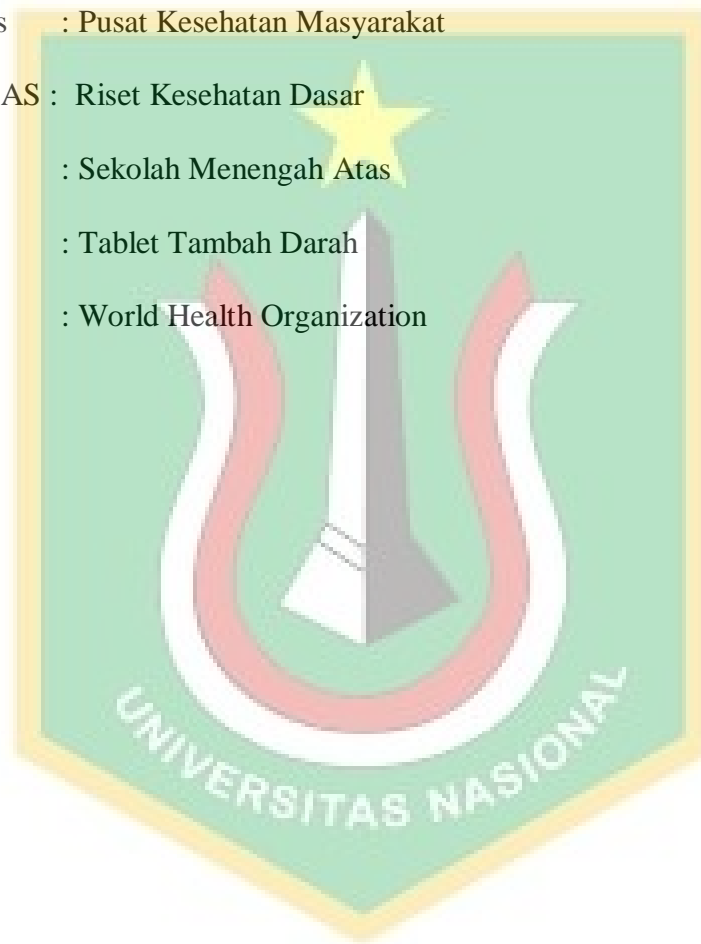 s : Pusat Kesehatan Masyarakat
AS : Riset Kesehatan Dasar
: Sekolah Menengah Atas
: Tablet Tambah Darah
: World Health Organization
UNIVERSITAS NASIONAL